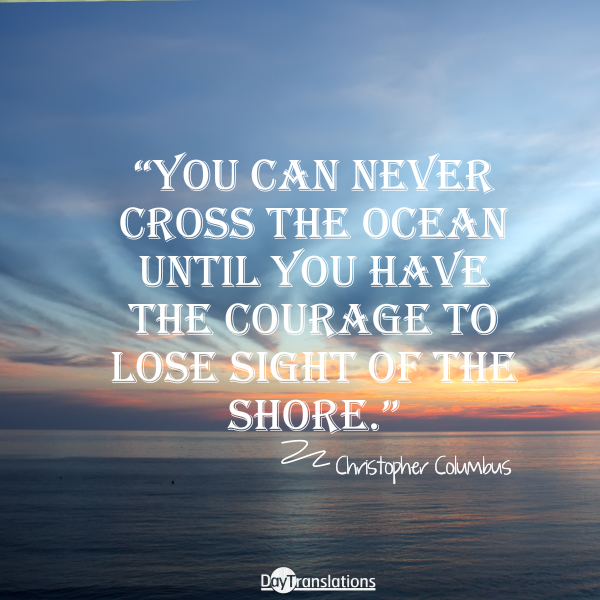 “YOU CAN NEVER
CROSS THE OCEAN
UNTIL YOU HAVE
THE COURAGE TO
LOSE SIGHT OF THE
SHORE.”
Christopher Columbus
DayTranslations